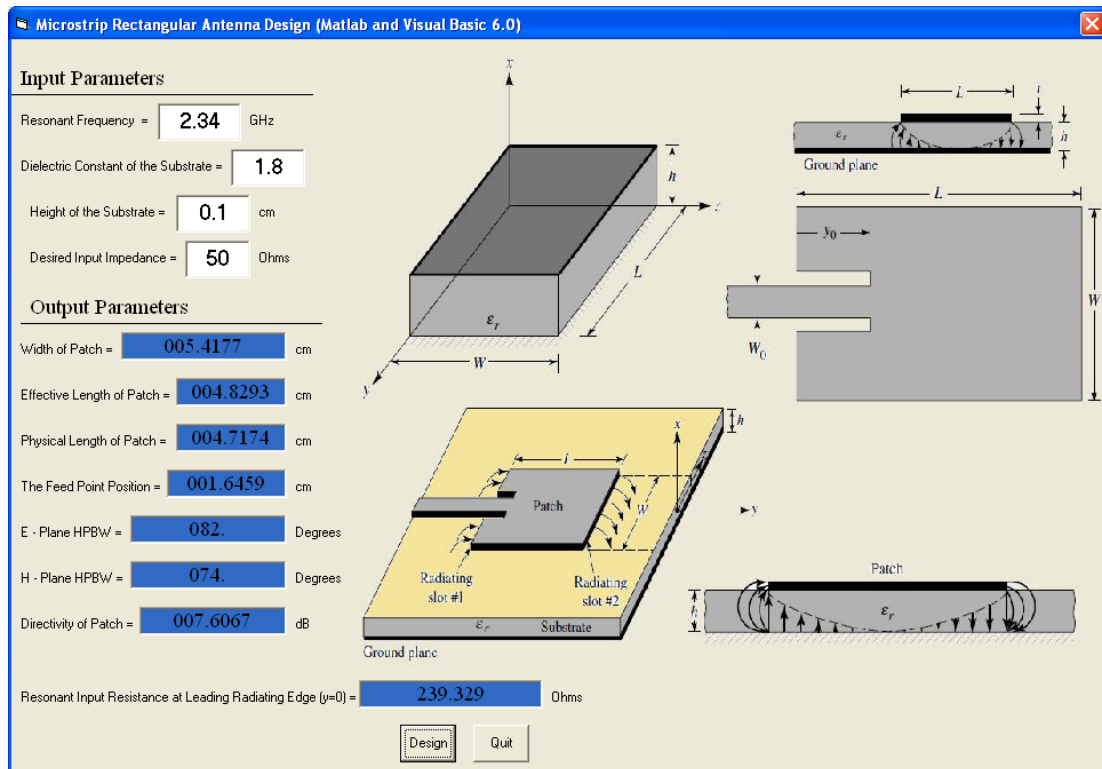 Microstrip Rectangular Antenna Design (Matlab and Visual Basic 6.0)
Input Parameters
Resonant Frequency = 2.34 GHz
Dielectric Constant of the Substrate = 1.8
Height of the Substrate = 0.1 cm
Desired Input Impedance = 50 Ohms
Output Parameters
Width of Patch = 005.4177 cm
Effective Length of Patch = 004.8293 cm
Physical Length of Patch = 004.7174 cm
The Feed Point Position = 001.6459 cm
E - Plane HPBW = 082. Degrees
H - Plane HPBW = 074. Degrees
Directivity of Patch = 007.6067 dB
Resonant Input Resistance at Leading Radiating Edge (y=0) = 239.329 Ohms
Design
Quit
x
h
z
L
εr
W
y
L
t
εr
h
Ground plane
L
y0
W
W0
h
x
W
y
Patch
Radiating
slot #1
Radiating
slot #2
εr
Substrate
Ground plane
Patch
h
εr